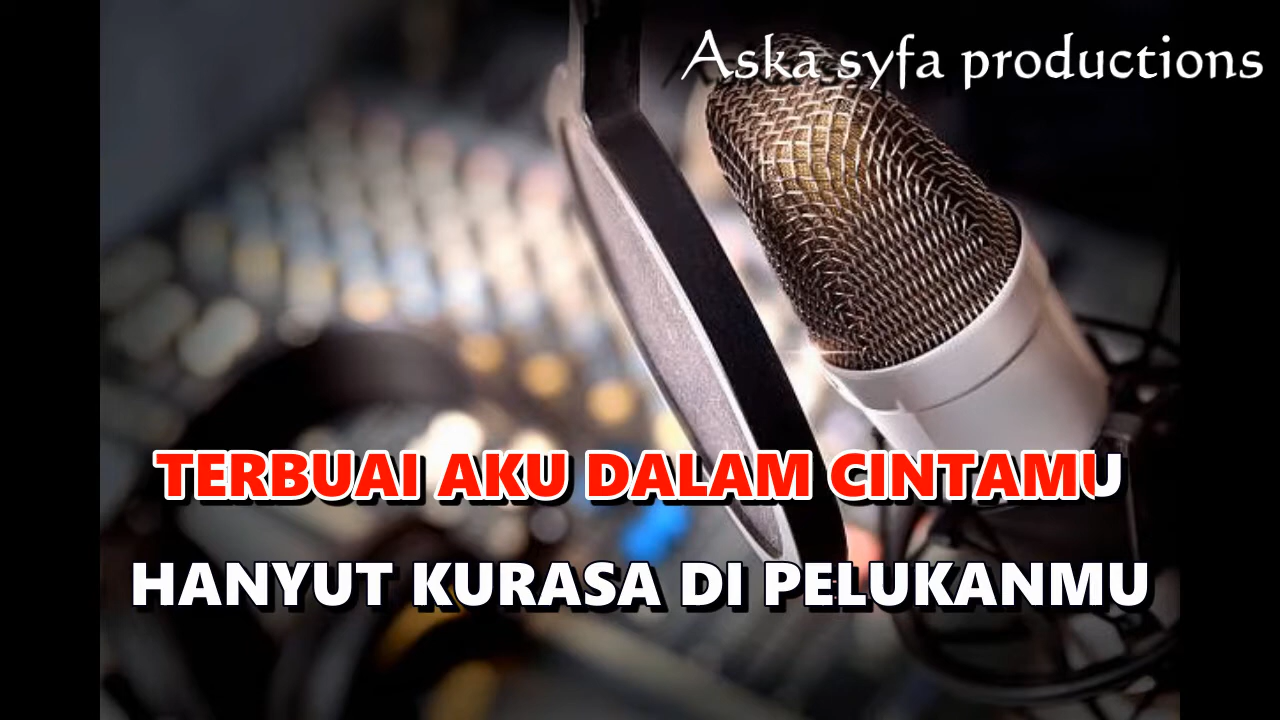 Aska syfa productions
TERBUAI AKU DALAM CINTAMU
HANYUT KURASA DI PELUKANMU